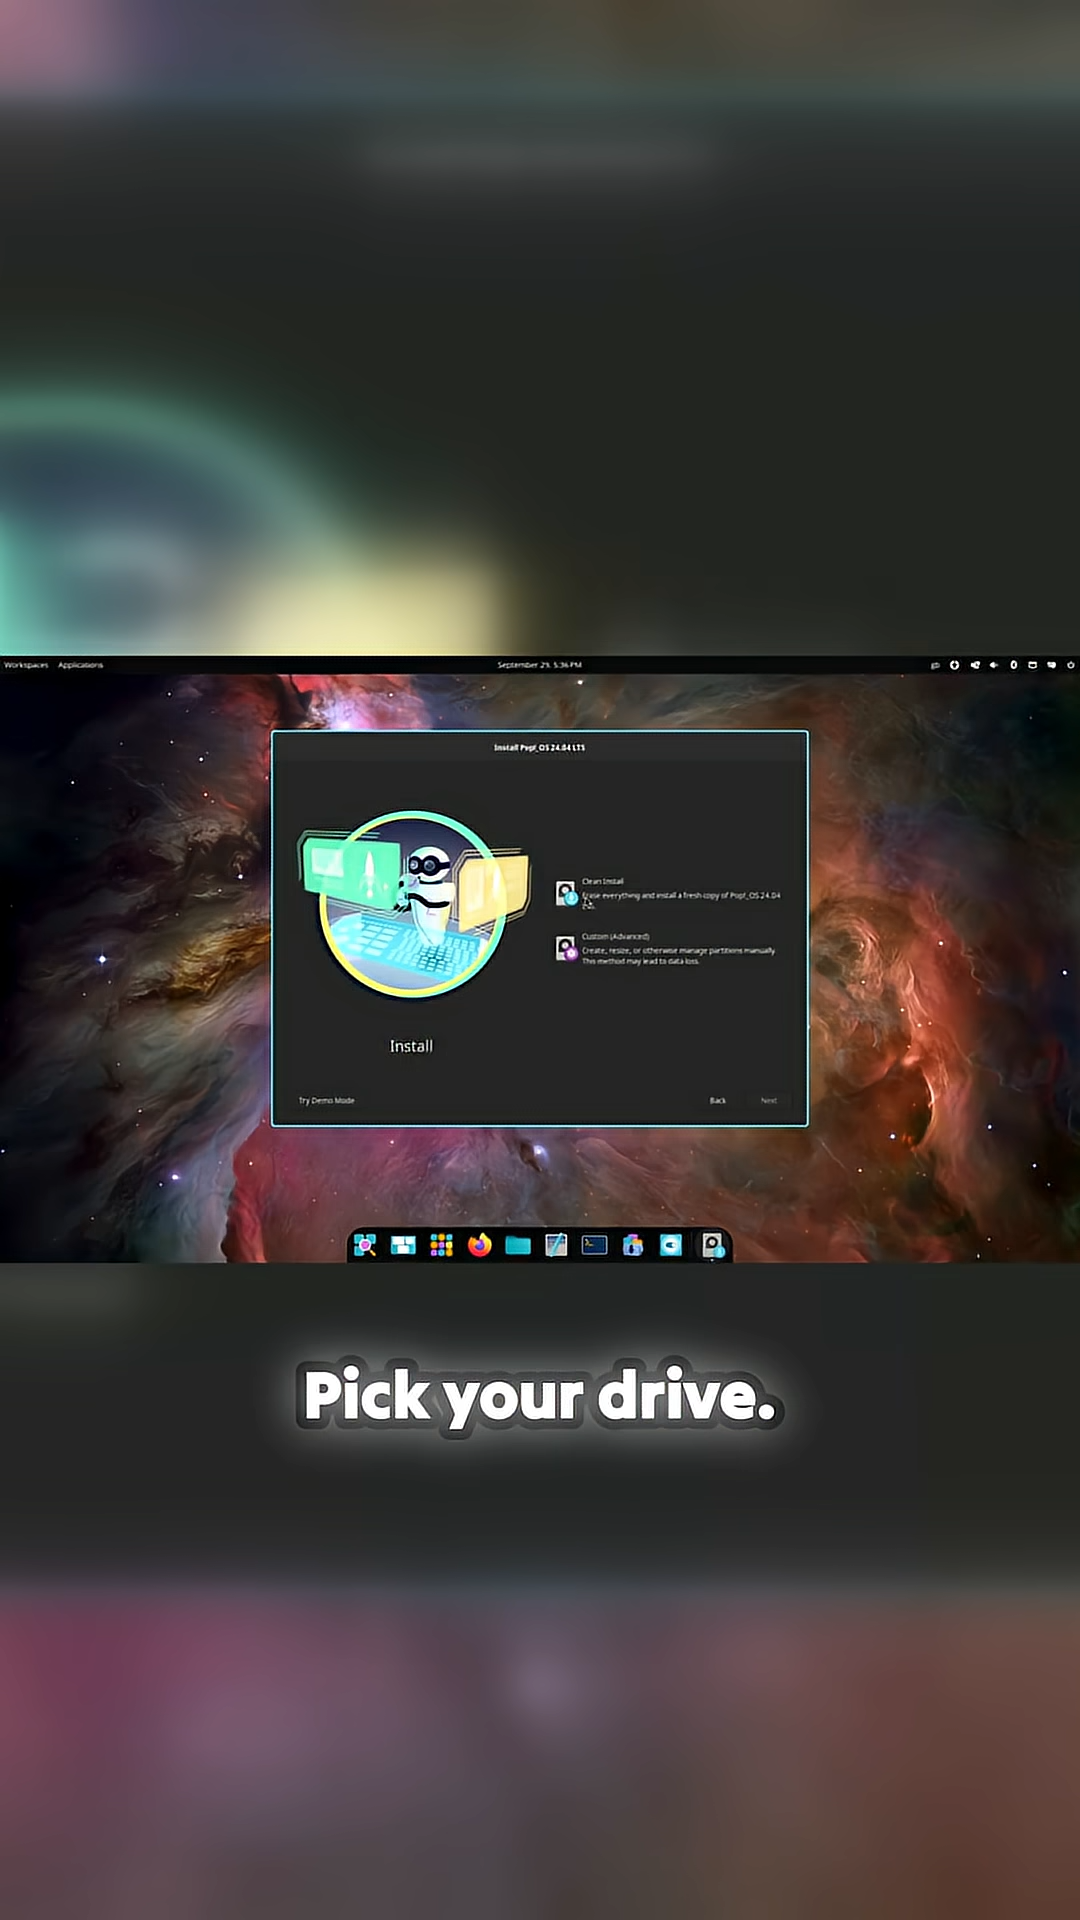 Workspaces Applications September 29, 5:36 PM
Install Pop!_OS 24.04 LTS
Clean Install
Erase everything and install a fresh copy of Pop!_OS 24.04
Custom (Advanced)
Create, resize, or otherwise manage partitions manually.
This method may lead to data loss.
Install
Try Demo Mode Back Next
Pick your drive.